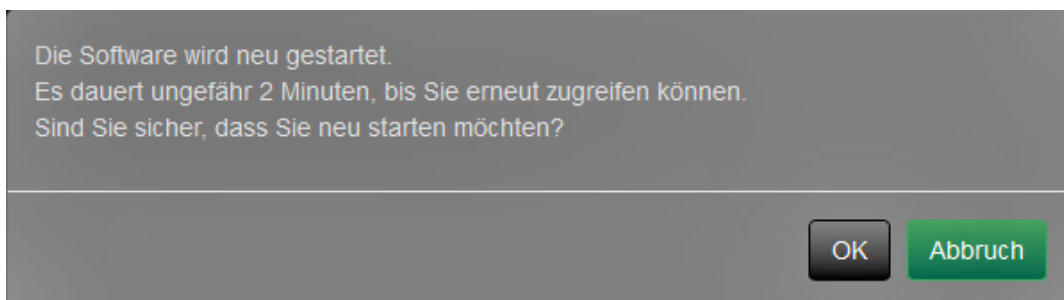 Die Software wird neu gestartet.
Es dauert ungefähr 2 Minuten, bis Sie erneut zugreifen können.
Sind Sie sicher, dass Sie neu starten möchten?
OK Abbruch